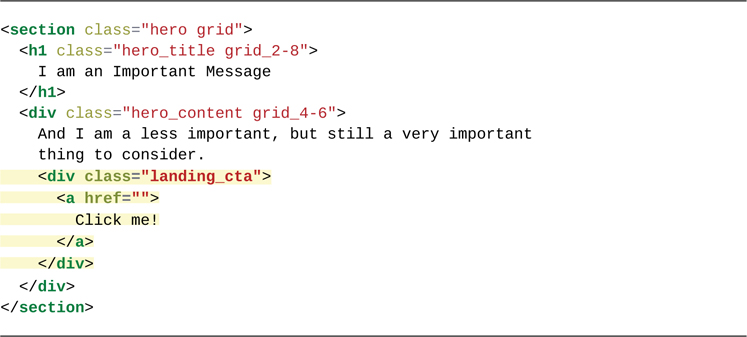 <section class="hero grid">
  <h1 class="hero_title grid_2-8">
    I am an Important Message
  </h1>
  <div class="hero_content grid_4-6">
    And I am a less important, but still a very important
    thing to consider.
    <div class="landing_cta">
      <a href="">
        Click me!
      </a>
    </div>
  </div>
</section>